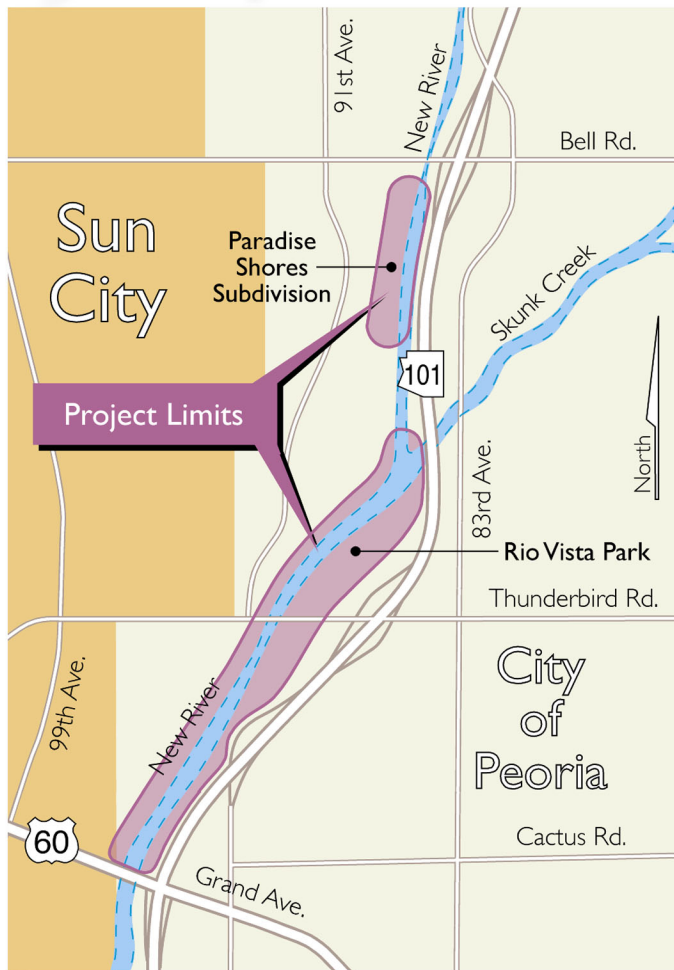 91st Ave.
New River
Bell Rd.
Sun
City
Paradise
Shores
Subdivision
Skunk Creek
101
Project Limits
North
83rd Ave.
Rio Vista Park
Thunderbird Rd.
99th Ave.
New River
City
of
Peoria
60
Cactus Rd.
Grand Ave.